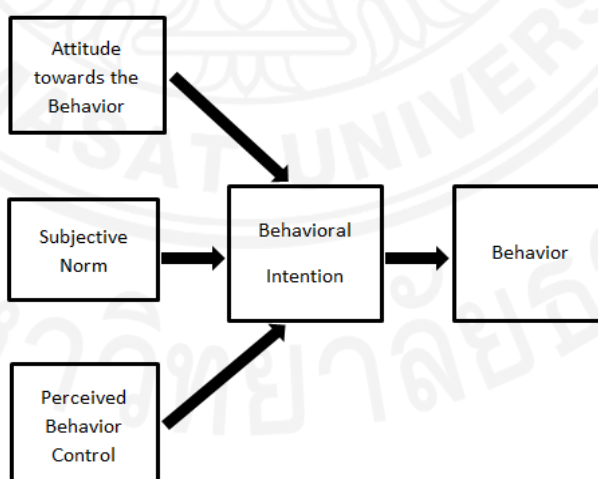 Attitude
towards the
Behavior
Subjective
Norm
Behavioral
Intention
Behavior
Perceived
Behavior
Control